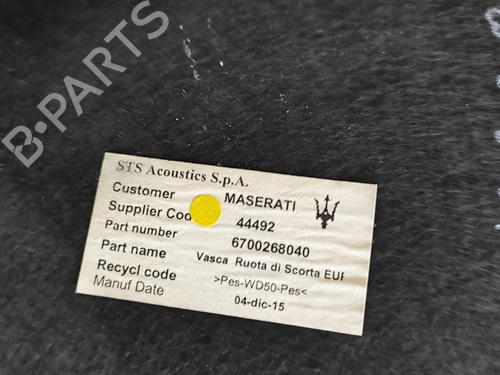 B-PARTS
STS Acoustics S.p.A.
Customer MASERATI
Supplier Cod 44492
Part number 6700268040
Part name Vasca Ruota di Scorta EUR
Recycl code >Pes-WD50-Pes<
Manuf Date 04-dic-15